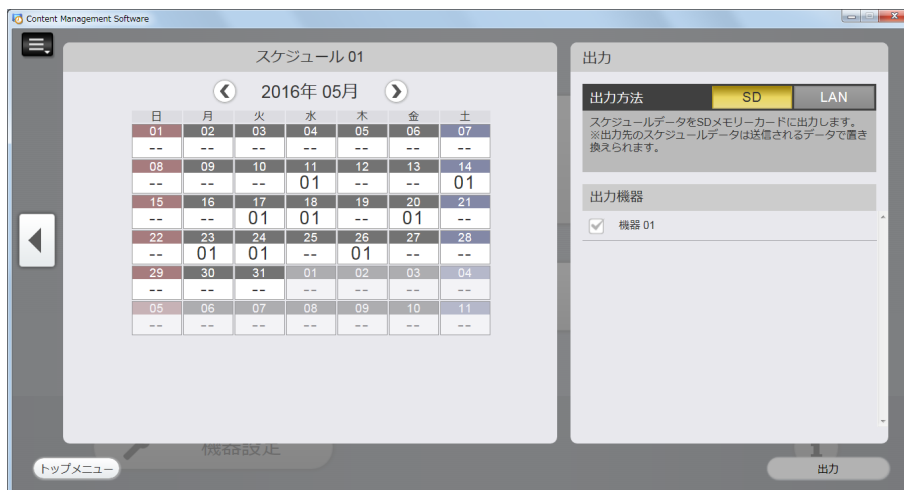 Content Management Software
スケジュール 01
2016年 05月
日 月 火 水 木 金 土
01 02 03 04 05 06 07
-- -- -- -- -- -- --
08 09 10 11 12 13 14
-- -- -- 01 -- -- 01
15 16 17 18 19 20 21
-- -- 01 01 -- 01 --
22 23 24 25 26 27 28
-- 01 01 -- 01 -- --
29 30 31 01 02 03 04
-- -- -- -- -- -- --
05 06 07 08 09 10 11
-- -- -- -- -- -- --
出力
出力方法 SD LAN
スケジュールデータをSDメモリーカードに出力します。
※出力先のスケジュールデータは送信されるデータで置き
換えられます。
出力機器
機器 01
機器設定
トップメニュー
出力